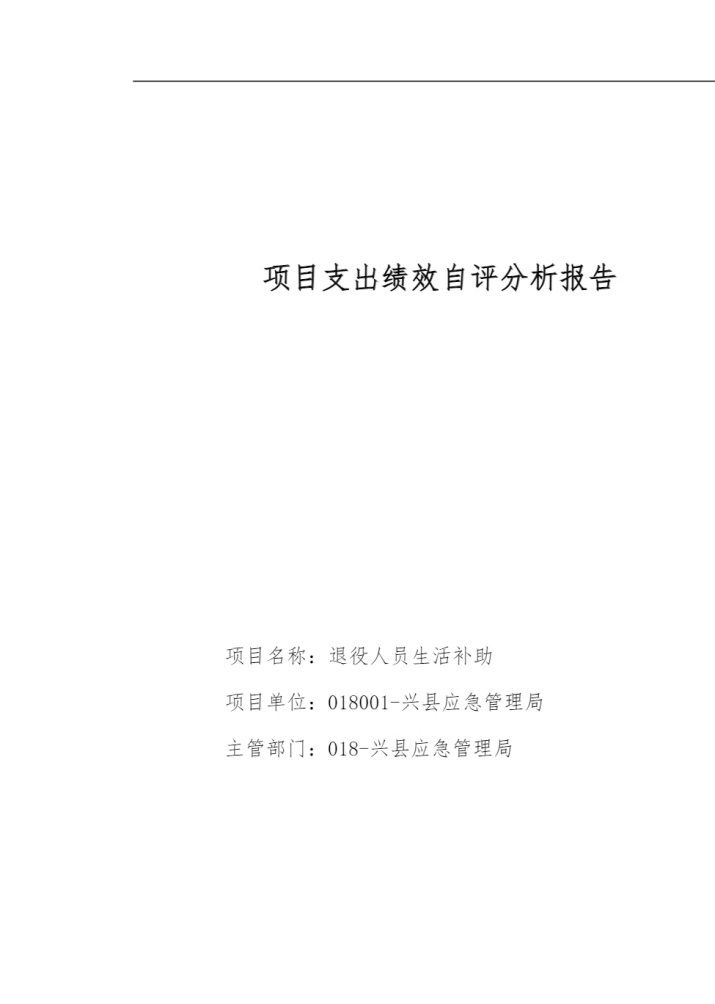 项目支出绩效自评分析报告
项目名称：退役人员生活补助
项目单位：018001-兴县应急管理局
主管部门：018-兴县应急管理局